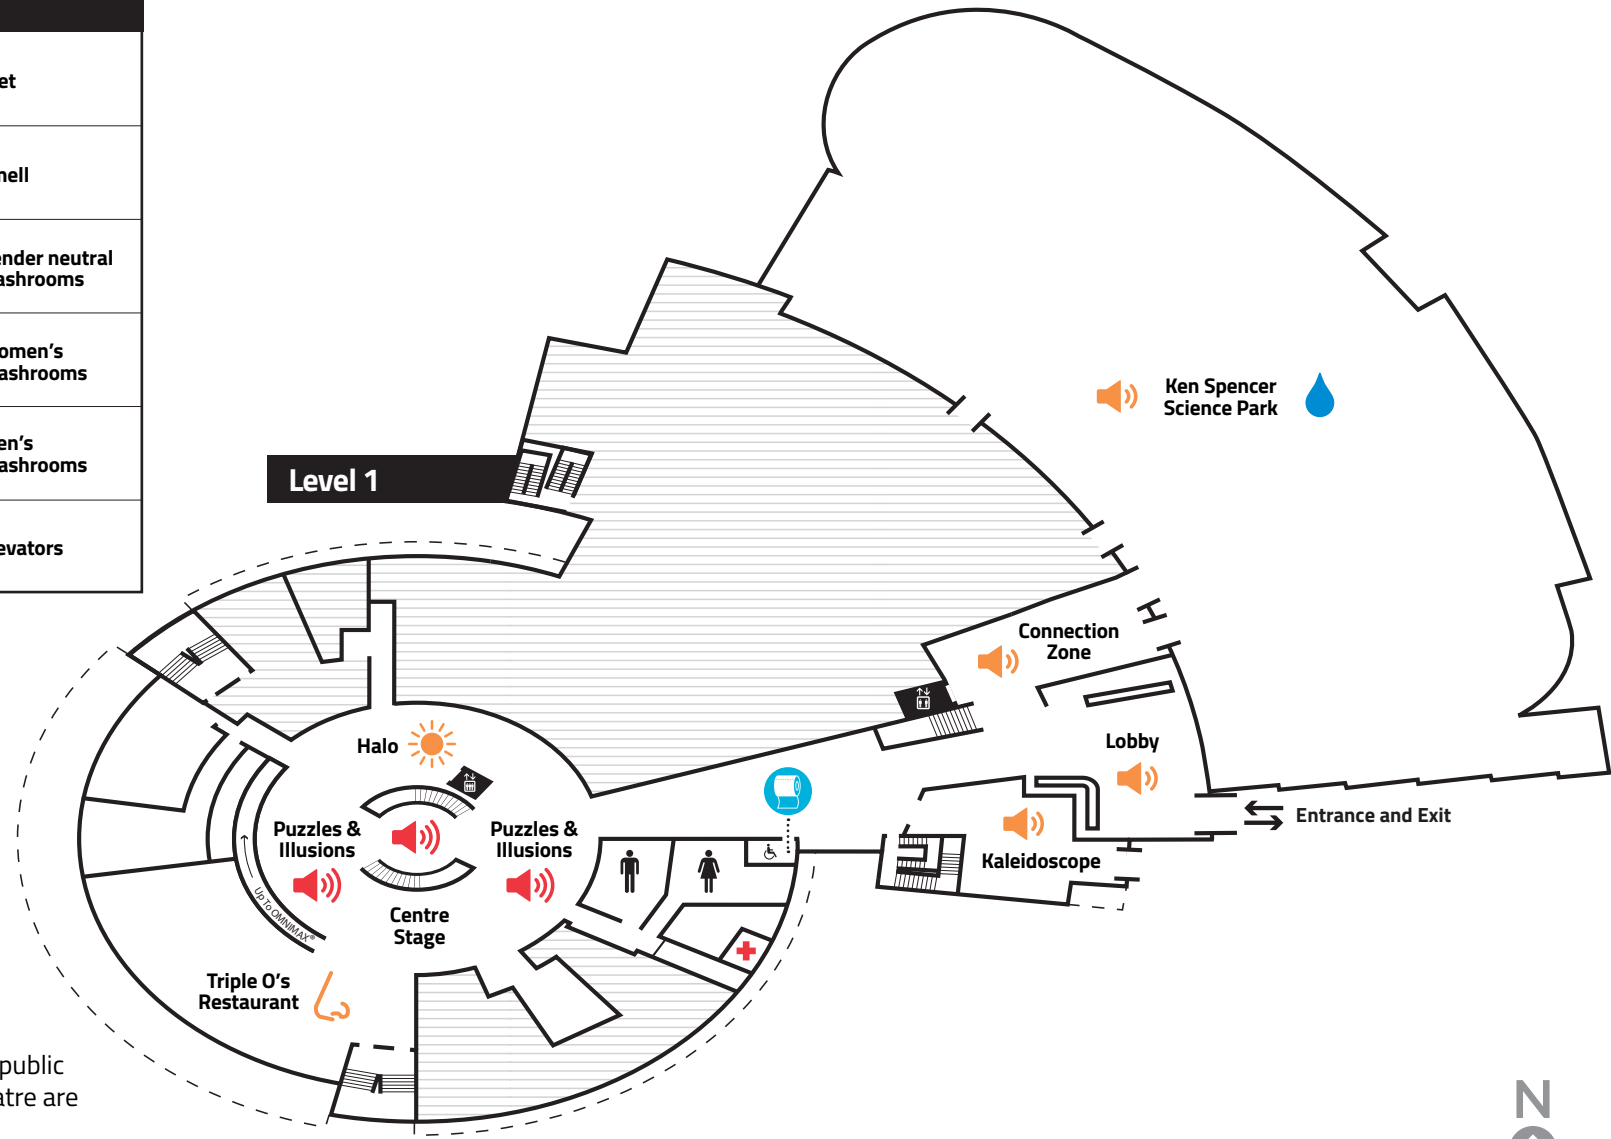 et
nell
ender neutral
ashrooms
omen's
ashrooms
en's
ashrooms
evators
Level 1
Ken Spencer
Science Park
Connection
Zone
Lobby
Entrance and Exit
Kaleidoscope
Halo
Puzzles &
Illusions
Puzzles &
Illusions
Centre
Stage
Up To OMNIMAX®
Triple O's
Restaurant
public
atre are
N